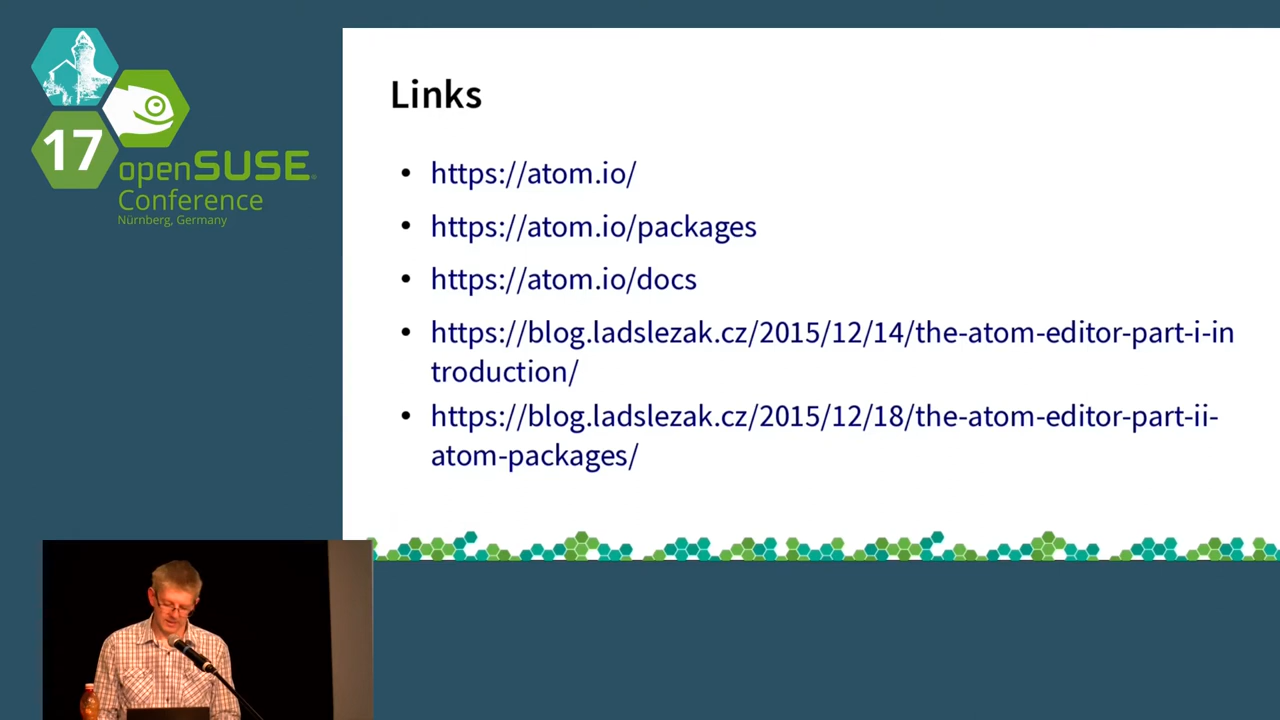 17
openSUSE
Conference
Nürnberg, Germany
Links
• https://atom.io/
• https://atom.io/packages
• https://atom.io/docs
• https://blog.ladslezak.cz/2015/12/14/the-atom-editor-part-i-in
troduction/
• https://blog.ladslezak.cz/2015/12/18/the-atom-editor-part-ii-
atom-packages/